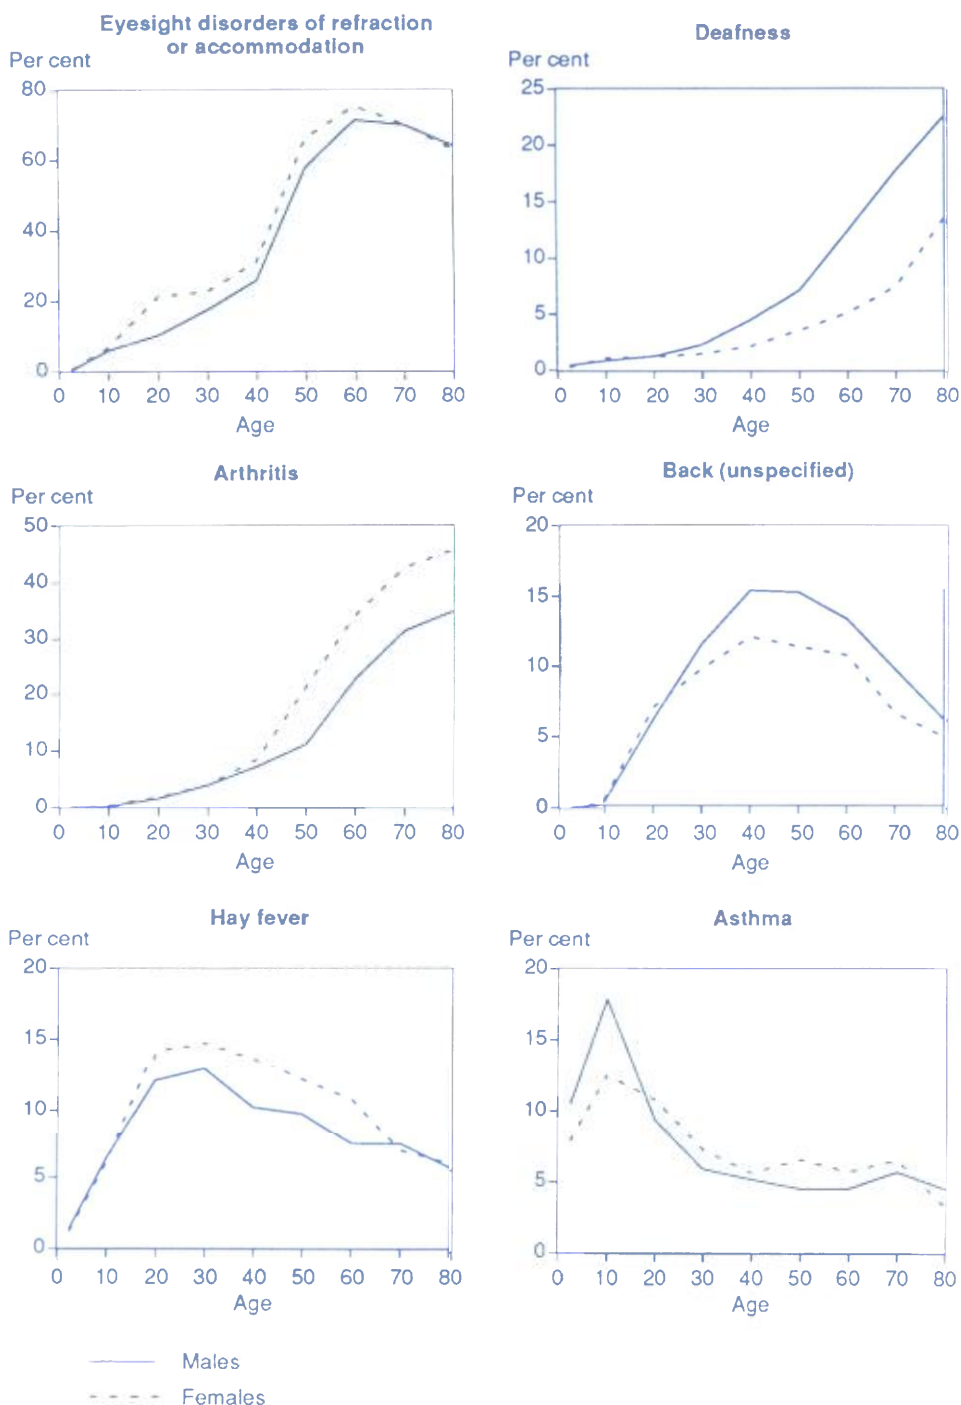 Eyesight disorders of refraction
or accommodation
Per cent
80
60
40
20
0
0 10 20 30 40 50 60 70 80
Age
Deafness
Per cent
25
20
15
10
5
0
0 10 20 30 40 50 60 70 80
Age
Arthritis
Per cent
50
40
30
20
10
0
0 10 20 30 40 50 60 70 80
Age
Back (unspecified)
Per cent
20
15
10
5
0
0 10 20 30 40 50 60 70 80
Age
Hay fever
Per cent
20
15
10
5
0
0 10 20 30 40 50 60 70 80
Age
Asthma
Per cent
20
15
10
5
0
0 10 20 30 40 50 60 70 80
Age
Males
Females